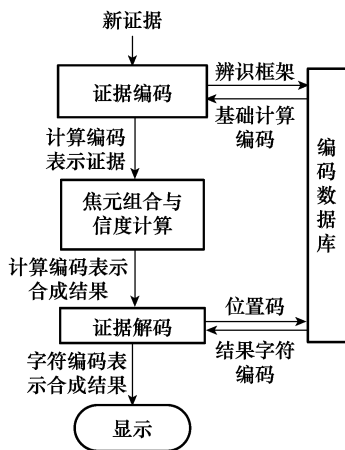 新证据
证据编码
辨识框架
基础计算
编码
计算编码
表示证据
焦元组合与
信度计算
编码数据库
计算编码表示
合成结果
证据解码
位置码
结果字符
编码
字符编码表
示合成结果
显示